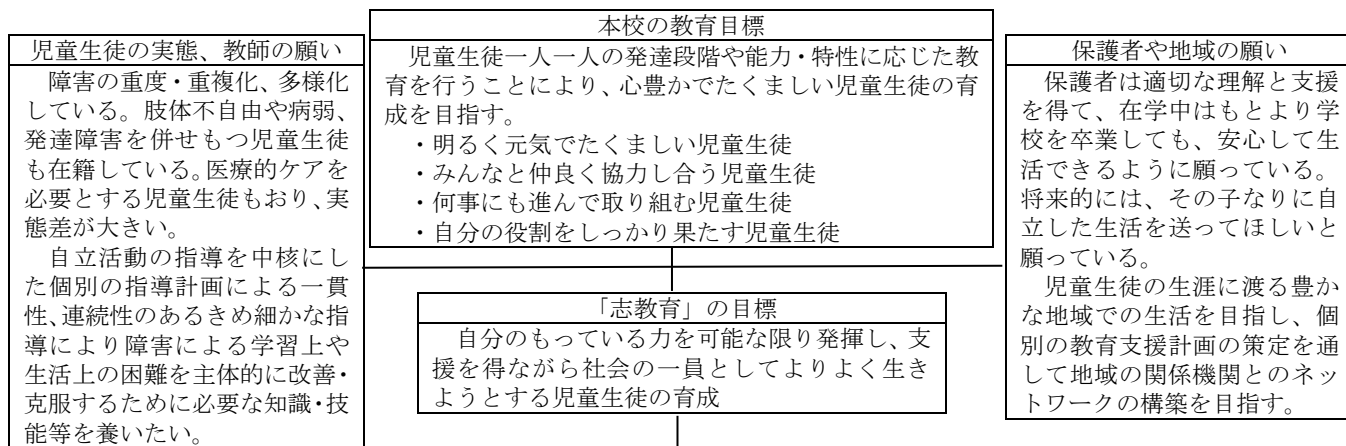 本校の教育目標
児童生徒一人一人の発達段階や能力・特性に応じた教
育を行うことにより、心豊かでたくましい児童生徒の育
成を目指す。
・明るく元気でたくましい児童生徒
・みんなと仲良く協力し合う児童生徒
・何事にも進んで取り組む児童生徒
・自分の役割をしっかり果たす児童生徒
児童生徒の実態、教師の願い
障害の重度・重複化、多様化
している。肢体不自由や病弱、
発達障害を併せもつ児童生徒
も在籍している。医療的ケアを
必要とする児童生徒もおり、実
態差が大きい。
自立活動の指導を中核にし
た個別の指導計画による一貫
性、連続性のあるきめ細かな指
導により障害による学習上や
生活上の困難を主体的に改善・
克服するために必要な知識・技
能等を養いたい。
保護者や地域の願い
保護者は適切な理解と支援
を得て、在学中はもとより学
校を卒業しても、安心して生
活できるように願っている。
将来的には、その子なりに自
立した生活を送ってほしいと
願っている。
児童生徒の生涯に渡る豊か
な地域での生活を目指し、個
別の教育支援計画の策定を通
して地域の関係機関とのネッ
トワークの構築を目指す。
「志教育」の目標
自分のもっている力を可能な限り発揮し、支
援を得ながら社会の一員としてよりよく生き
ようとする児童生徒の育成